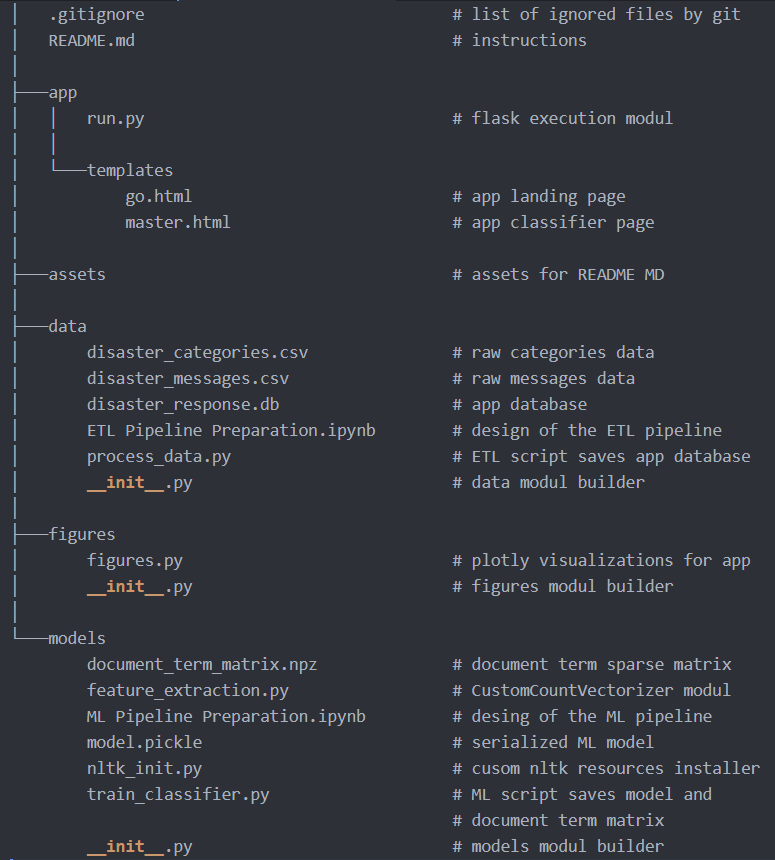 │   .gitignore                                # list of ignored files by git
│   README.md                                 # instructions
│
├───app
│   │   run.py                                # flask execution modul
│   │
│   └───templates
│           go.html                           # app landing page
│           master.html                       # app classifier page
│
├───assets                                    # assets for README MD
│
├───data
│       disaster_categories.csv               # raw categories data
│       disaster_messages.csv                 # raw messages data
│       disaster_response.db                  # app database
│       ETL Pipeline Preparation.ipynb        # design of the ETL pipeline
│       process_data.py                       # ETL script saves app database
│       __init__.py                           # data modul builder
│
├───figures
│       figures.py                            # plotly visualizations for app
│       __init__.py                           # figures modul builder
│
└───models
        document_term_matrix.npz              # document term sparse matrix
        feature_extraction.py                 # CustomCountVectorizer modul
        ML Pipeline Preparation.ipynb         # desing of the ML pipeline
        model.pickle                          # serialized ML model
        nltk_init.py                          # cusom nltk resources installer
        train_classifier.py                   # ML script saves model and
                                              # document term matrix
        __init__.py                           # models modul builder